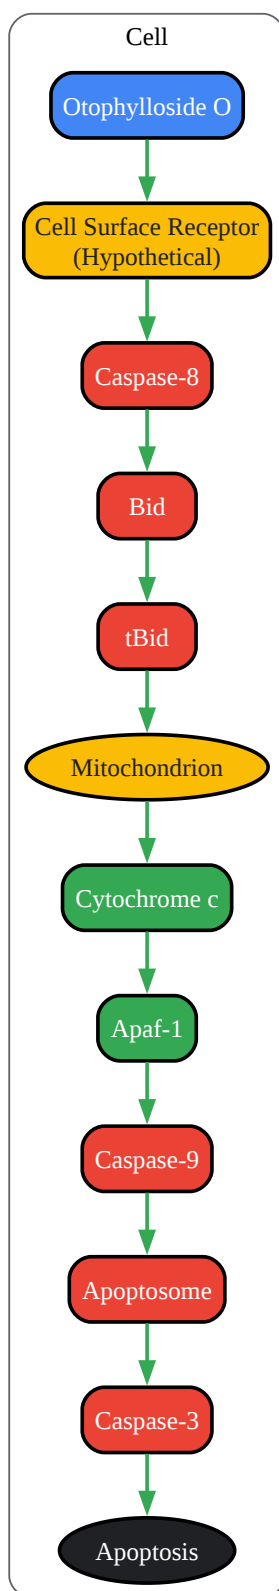 Cell
Otophylloside O
Cell Surface Receptor
(Hypothetical)
Caspase-8
Bid
tBid
Mitochondrion
Cytochrome c
Apaf-1
Caspase-9
Apoptosome
Caspase-3
Apoptosis